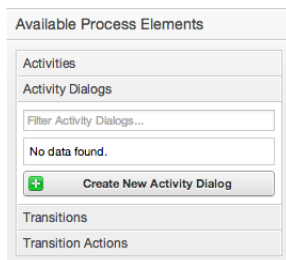 Available Process Elements
Activities
Activity Dialogs
Filter Activity Dialogs...
No data found.
Create New Activity Dialog
Transitions
Transition Actions